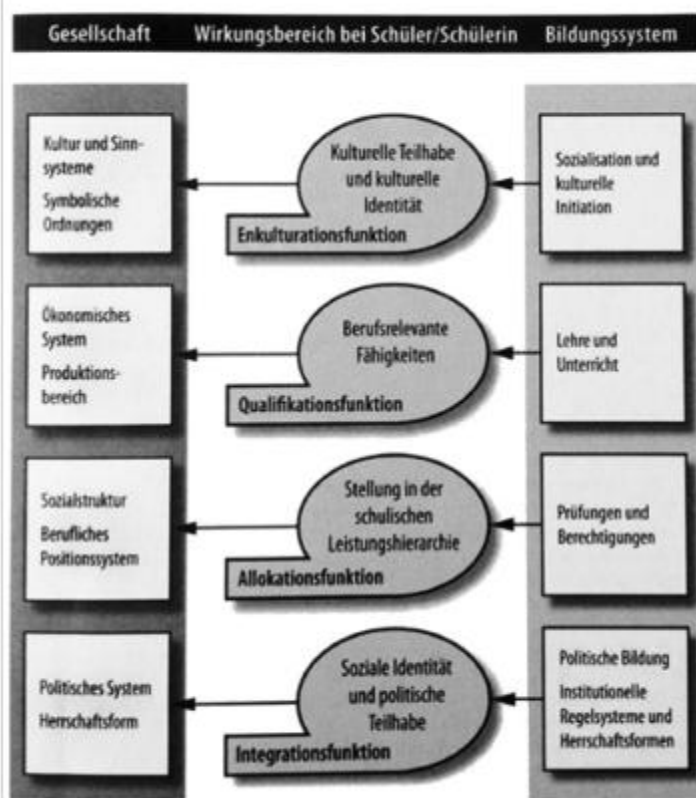 Gesellschaft
Wirkungsbereich bei Schüler/Schülerin
Bildungssystem
Kultur und Sinn-
systeme
Symbolische
Ordnungen
Kulturelle Teilhabe
und kulturelle
Identität
Enkulturationsfunktion
Sozialisation und
kulturelle
Initiation
Ökonomisches
System
Produktions-
bereich
Berufsrelevante
Fähigkeiten
Qualifikationsfunktion
Lehre und
Unterricht
Sozialstruktur
Berufliches
Positionssystem
Stellung in der
schulischen
Leistungshierarchie
Allokationsfunktion
Prüfungen und
Berechtigungen
Politisches System
Herrschaftsform
Soziale Identität
und politische
Teilhabe
Integrationsfunktion
Politische Bildung
Institutionelle
Regelsysteme und
Herrschaftsformen